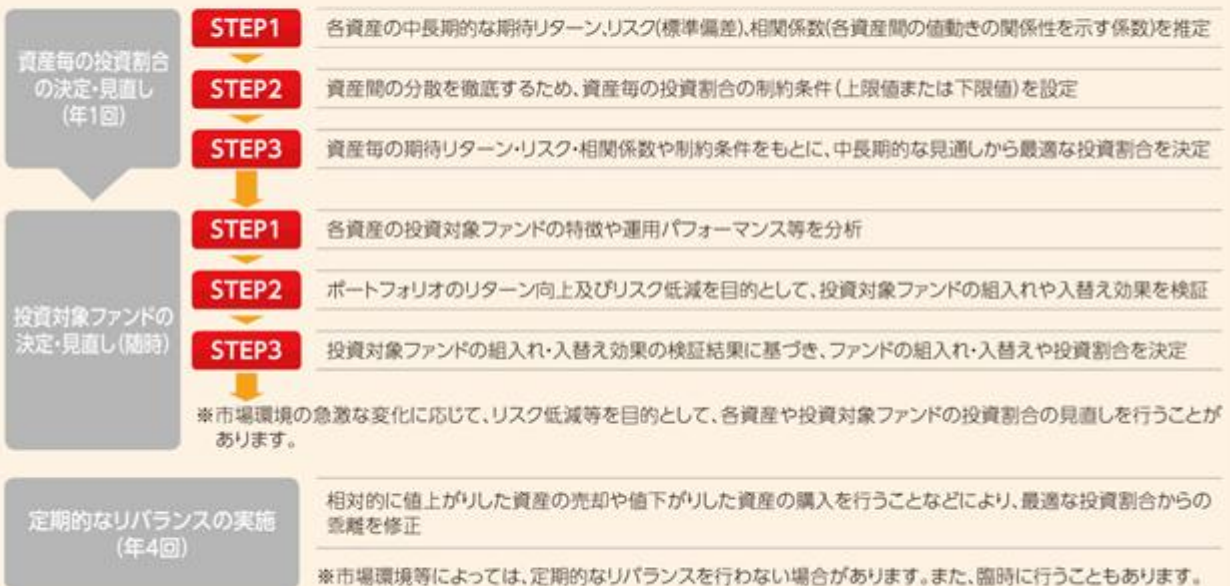 資産毎の投資割合
の決定・見直し
(年1回)
STEP1
各資産の中長期的な期待リターン、リスク(標準偏差)、相関係数(各資産間の値動きの関係性を示す係数)を推定
STEP2
資産間の分散を徹底するため、資産毎の投資割合の制約条件(上限値または下限値)を設定
STEP3
資産毎の期待リターン・リスク・相関係数や制約条件をもとに、中長期的な見通しから最適な投資割合を決定
投資対象ファンドの
決定・見直し(随時)
STEP1
各資産の投資対象ファンドの特徴や運用パフォーマンス等を分析
STEP2
ポートフォリオのリターン向上及びリスク低減を目的として、投資対象ファンドの組入れや入替え効果を検証
STEP3
投資対象ファンドの組入れ・入替え効果の検証結果に基づき、ファンドの組入れ・入替えや投資割合を決定
※市場環境の急激な変化に応じて、リスク低減等を目的として、各資産や投資対象ファンドの投資割合の見直しを行うことが
あります。
定期的なリバランスの実施
(年4回)
相対的に値上がりした資産の売却や値下がりした資産の購入を行うことなどにより、最適な投資割合からの
乖離を修正
※市場環境等によっては、定期的なリバランスを行わない場合があります。また、臨時に行うこともあります。